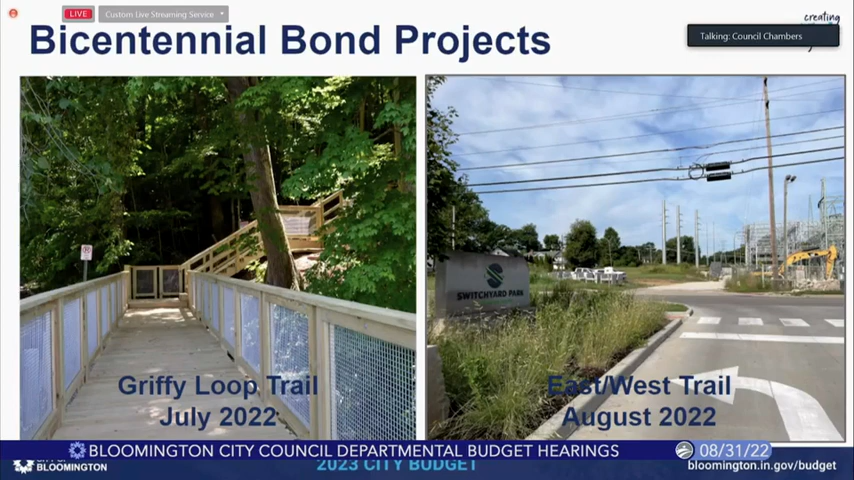 LIVE
Custom Live Streaming Service
creating
Bicentennial Bond Projects
Talking: Council Chambers
SWITCHYARD PARK
Griffy Loop Trail
July 2022
East/West Trail
August 2022
BLOOMINGTON CITY COUNCIL DEPARTMENTAL BUDGET HEARINGS
08/31/22
BLOOMINGTON
2023 CITY BUDGET
bloomington.in.gov/budget